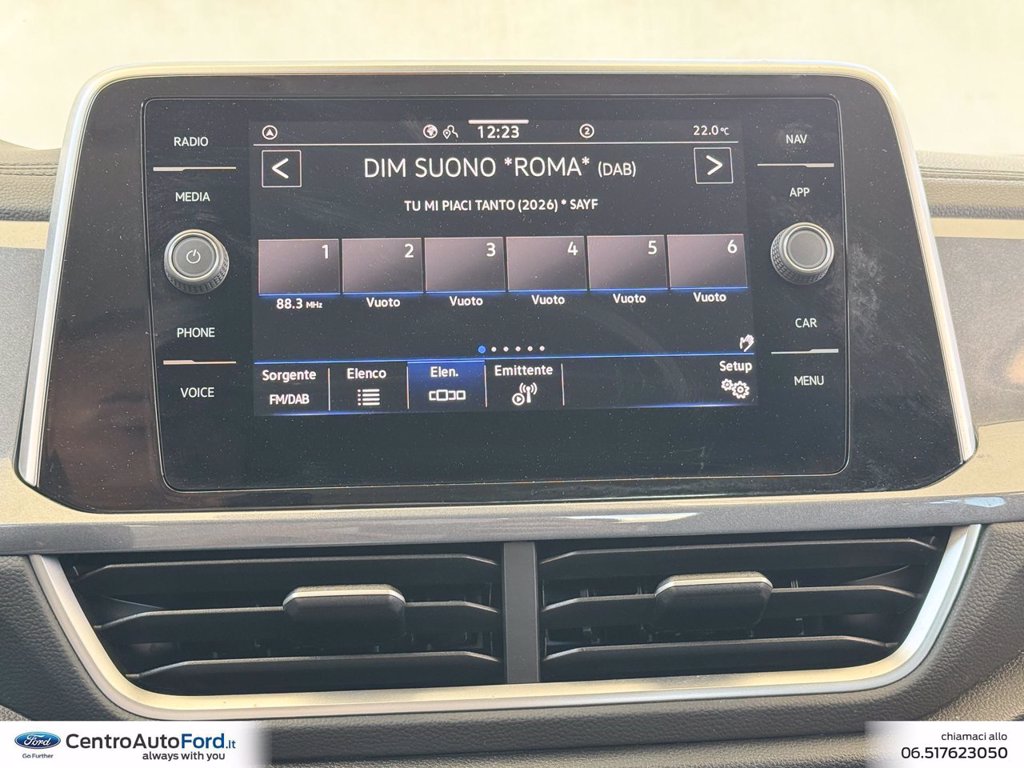 RADIO
MEDIA
PHONE
VOICE
12:23
2
22.0°C
<
DIM SUONO *ROMA* (DAB)
>
TU MI PIACI TANTO (2026) * SAYF
1 2 3 4 5 6
88.3 MHz Vuoto Vuoto Vuoto Vuoto Vuoto
Sorgente Elenco Elen. Emittente Setup
FM/DAB
NAV
APP
CAR
MENU
Ford
Go Further
CentroAutoFord.it
always with you
chiamaci allo
06.517623050